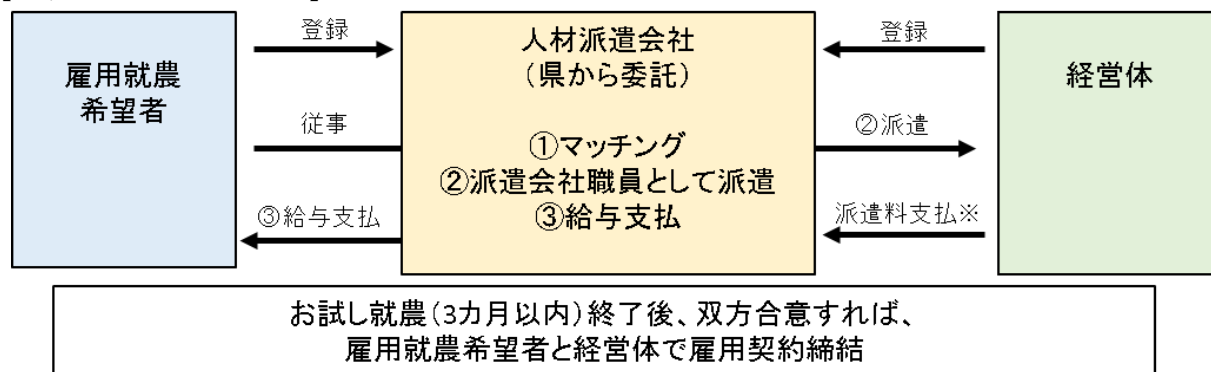 登録
人材派遣会社
(県から委託)
登録
雇用就農
希望者
経営体
従事
①マッチング
②派遣
②派遣会社職員として派遣
③給与支払
③給与支払
派遣料支払※
お試し就農(3カ月以内)終了後、双方合意すれば、
雇用就農希望者と経営体で雇用契約締結